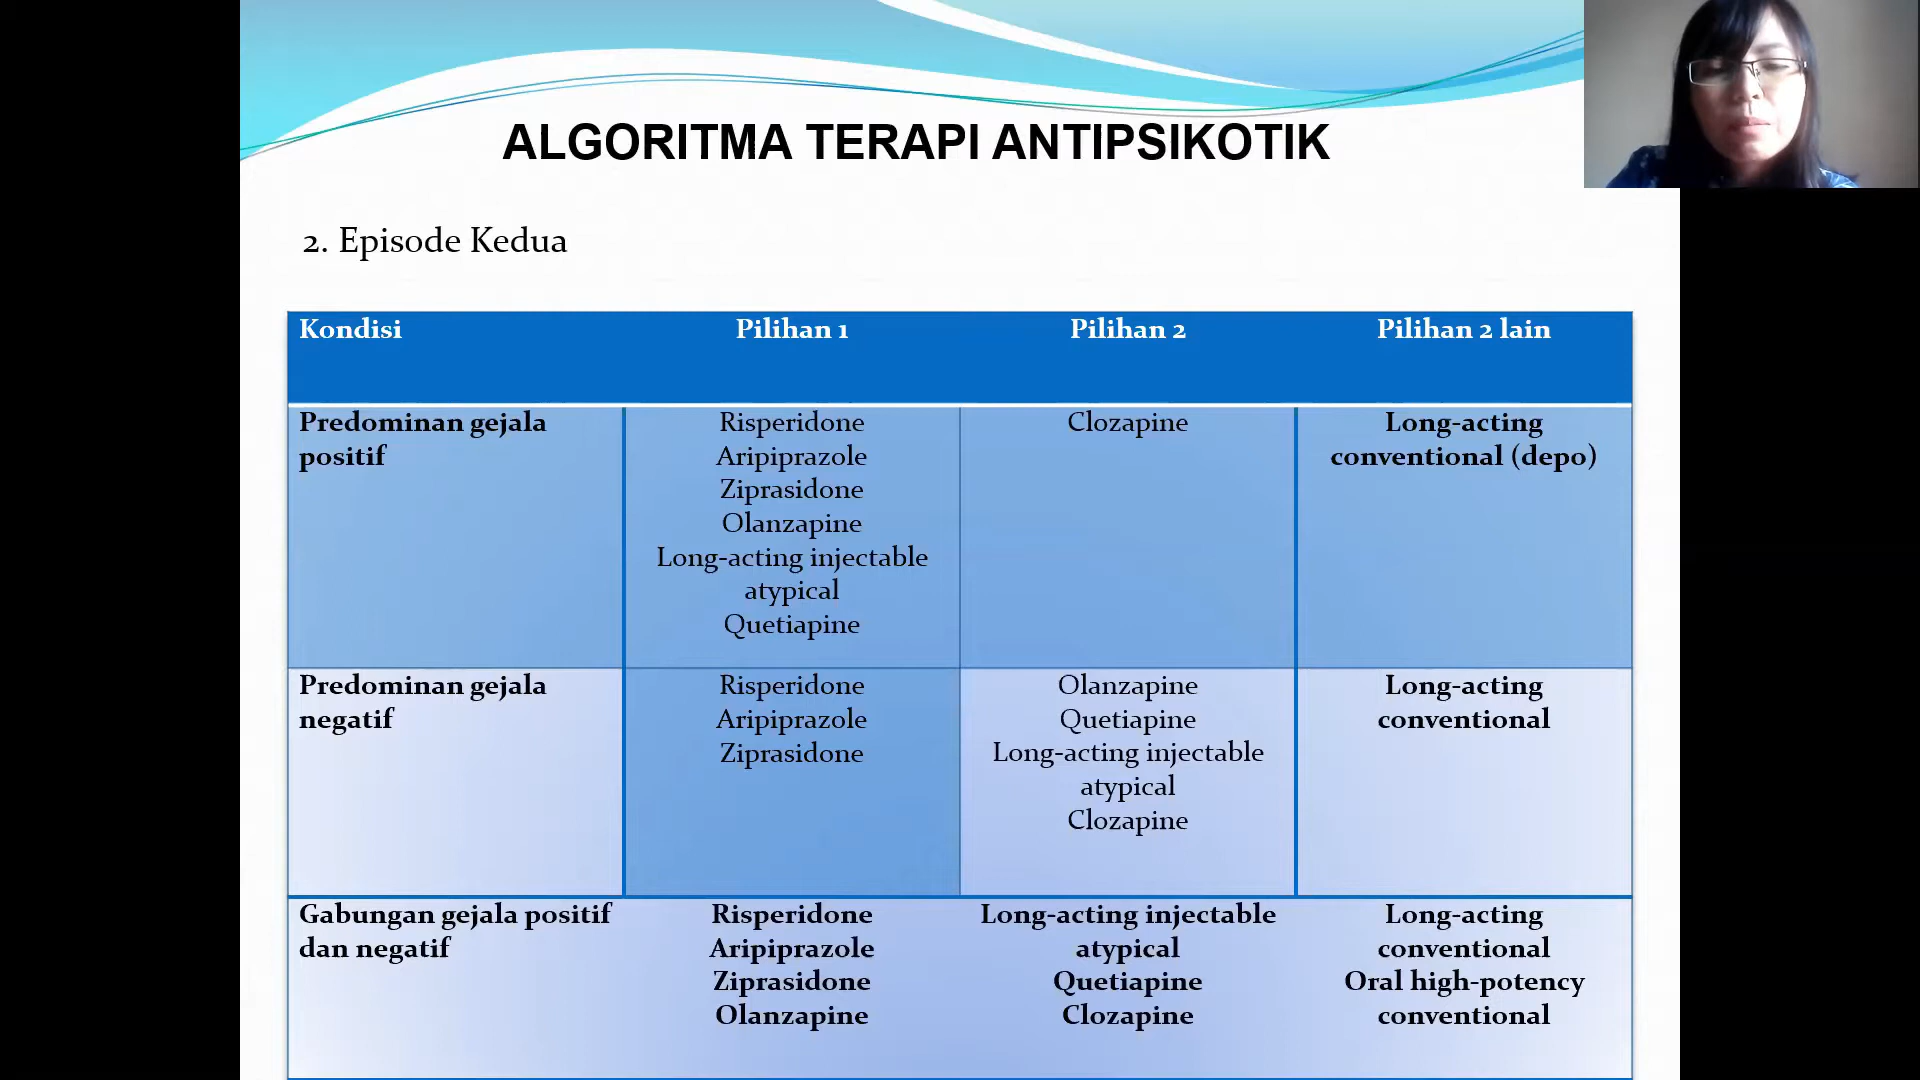 ALGORITMA TERAPI ANTIPSIKOTIK
2. Episode Kedua
Kondisi
Pilihan 1
Pilihan 2
Pilihan 2 lain
Predominan gejala
positif
Risperidone
Aripiprazole
Ziprasidone
Olanzapine
Long-acting injectable
atypical
Quetiapine
Clozapine
Long-acting
conventional (depo)
Predominan gejala
negatif
Risperidone
Aripiprazole
Ziprasidone
Olanzapine
Quetiapine
Long-acting injectable
atypical
Clozapine
Long-acting
conventional
Gabungan gejala positif
dan negatif
Risperidone
Aripiprazole
Ziprasidone
Olanzapine
Long-acting injectable
atypical
Quetiapine
Clozapine
Long-acting
conventional
Oral high-potency
conventional